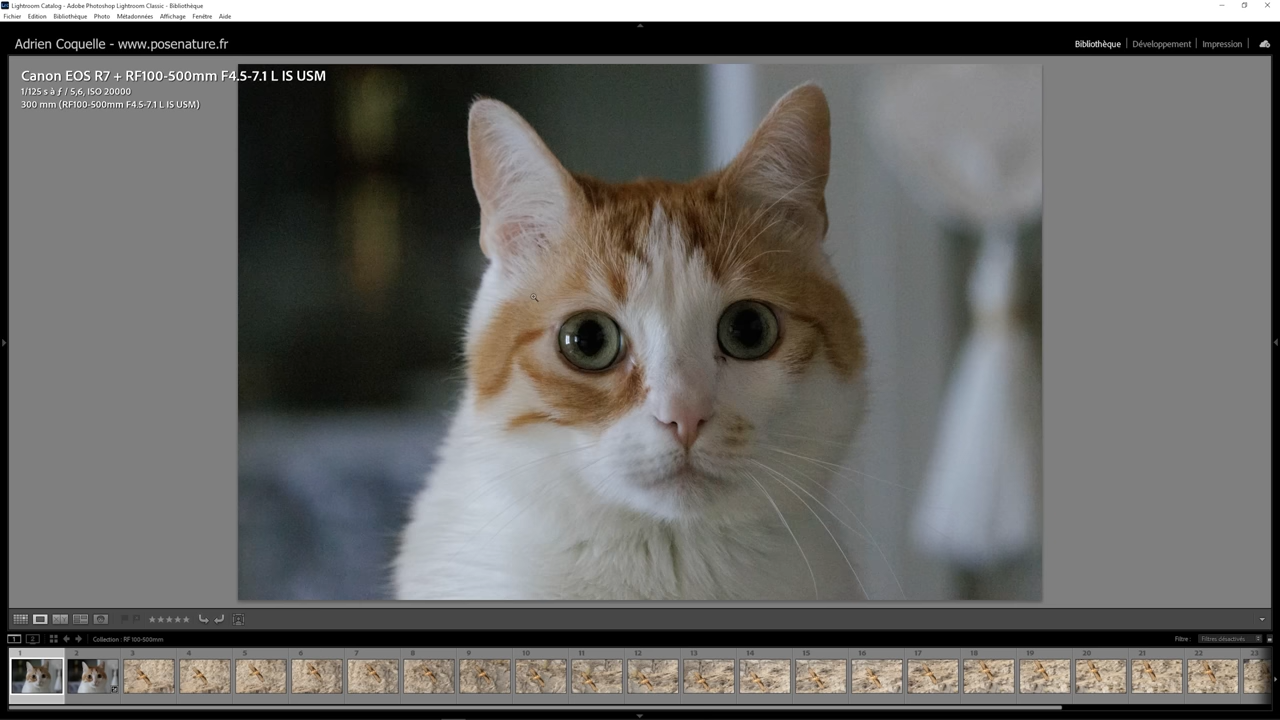 Lightroom Catalog - Adobe Photoshop Lightroom Classic - Bibliothèque
Fichier Edition Bibliothèque Photo Métadonnées Affichage Fenêtre Aide
Adrien Coquelle - www.posenature.fr
Bibliothèque | Développement | Impression |
Canon EOS R7 + RF100-500mm F4.5-7.1 L IS USM
1/125 s à ƒ / 5,6, ISO 20000
300 mm (RF100-500mm F4.5-7.1 L IS USM)
1 2 Collection : RF 100-500mm Filtre : Filtres désactivés
1 2 3 4 5 6 7 8 9 10 11 12 13 14 15 16 17 18 19 20 21 22 23